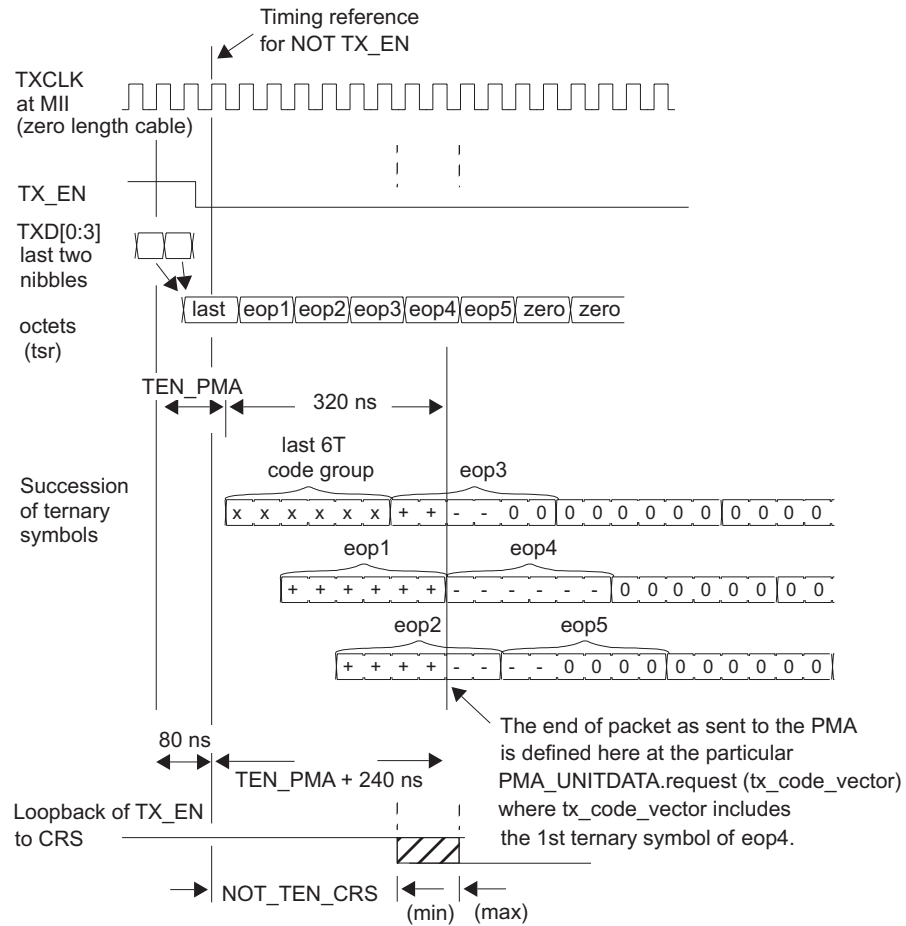 Timing reference
for NOT TX_EN
TXCLK
at MII
(zero length cable)
TX_EN
TXD[0:3]
last two
nibbles
octets
(tsr)
last eop1 eop2 eop3 eop4 eop5 zero zero
TEN_PMA
320 ns
last 6T
code group
eop3
Succession
of ternary
symbols
x x x x x x + + - - 0 0 0 0 0 0 0 0 0 0 0 0
eop1 eop4
+ + + + + + - - - - - - 0 0 0 0 0 0 0 0
eop2 eop5
+ + + + - - - - 0 0 0 0 0 0 0 0 0 0
The end of packet as sent to the PMA
is defined here at the particular
PMA_UNITDATA.request (tx_code_vector)
where tx_code_vector includes
the 1st ternary symbol of eop4.
80 ns
TEN_PMA + 240 ns
Loopback of TX_EN
to CRS
NOT_TEN_CRS
(min) (max)